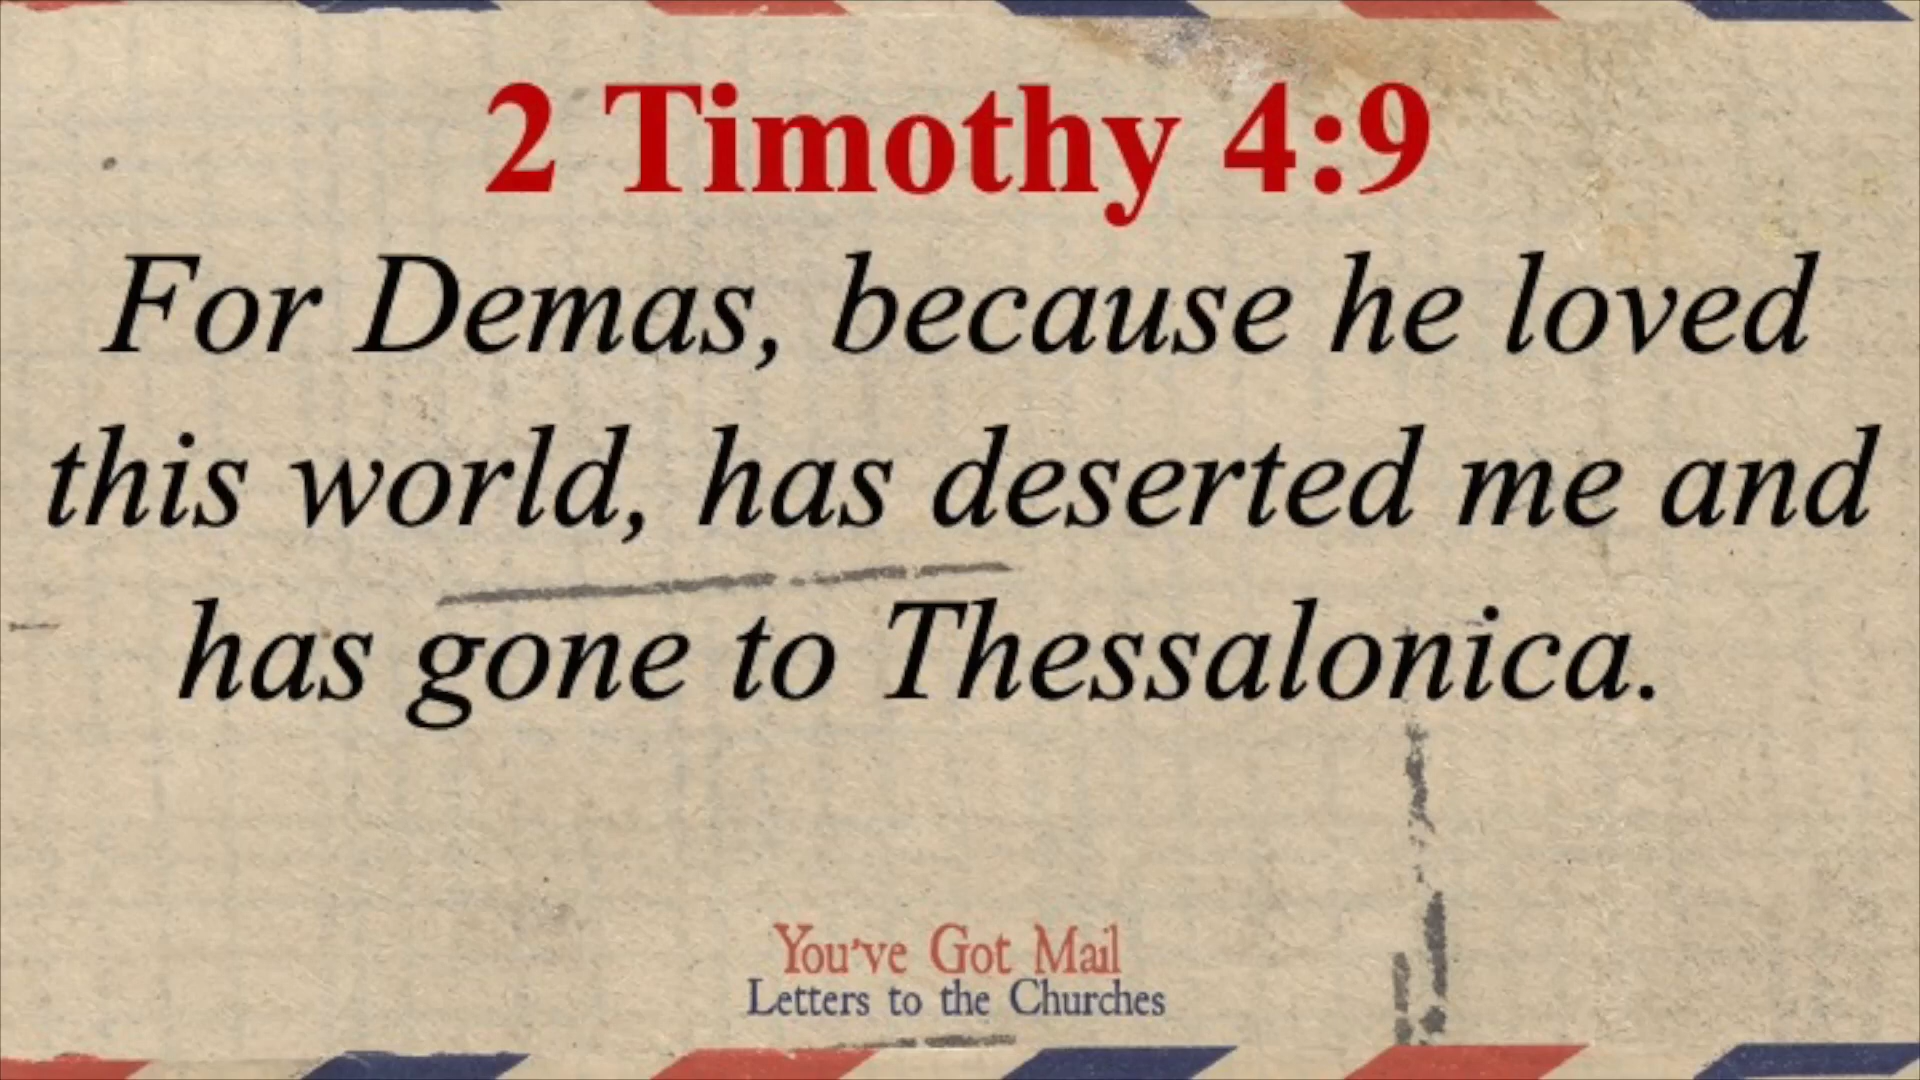 2 Timothy 4:9
For Demas, because he loved
this world, has deserted me and
has gone to Thessalonica.
You've Got Mail
Letters to the Churches